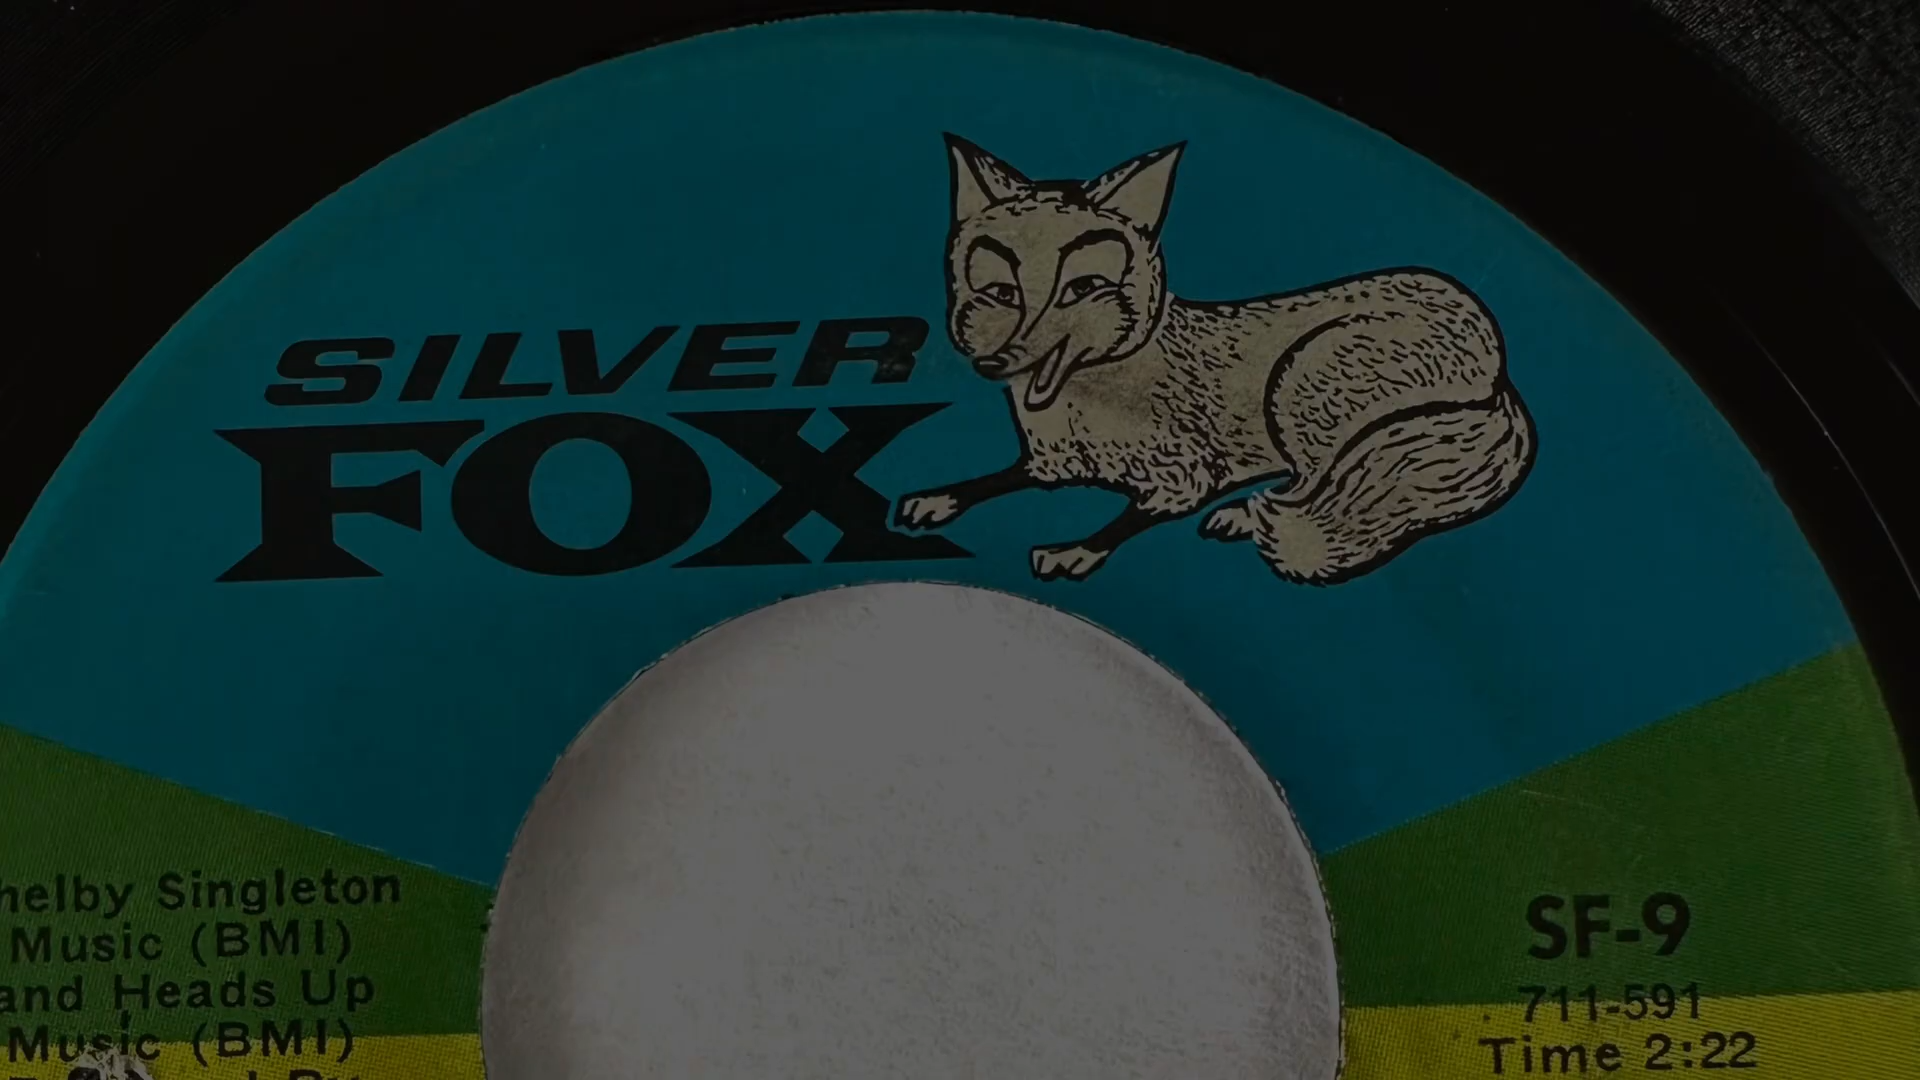 SILVER
FOX
helby Singleton
Music (BMI)
and Heads Up
Music (BMI)
SF-9
711-591
Time 2:22